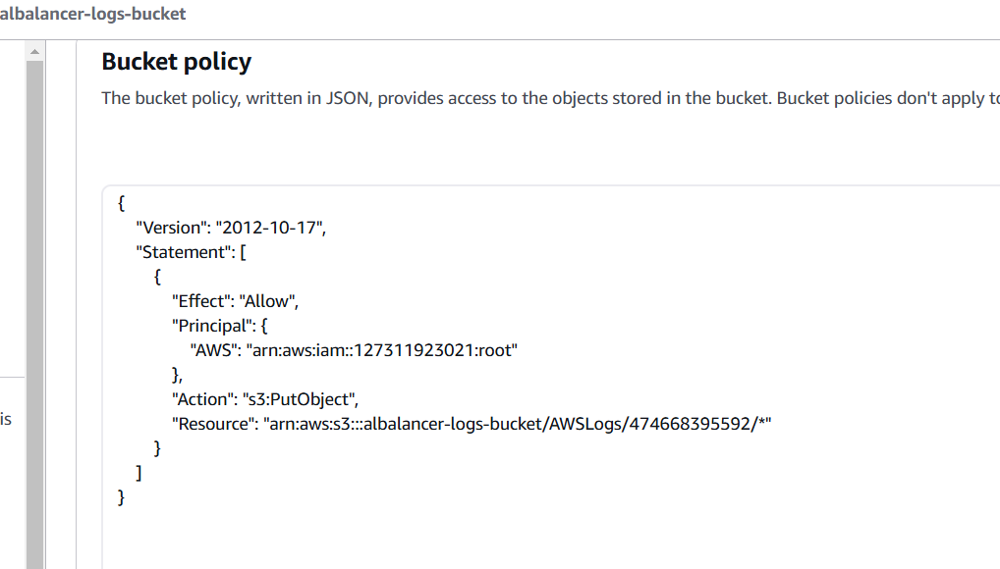 albalancer-logs-bucket
Bucket policy
The bucket policy, written in JSON, provides access to the objects stored in the bucket. Bucket policies don't apply to
{
"Version": "2012-10-17",
"Statement": [
{
"Effect": "Allow",
"Principal": {
"AWS": "arn:aws:iam::127311923021:root"
},
"Action": "s3:PutObject",
is
"Resource": "arn:aws:s3:::albalancer-logs-bucket/AWSLogs/474668395592/*"
}
]
}